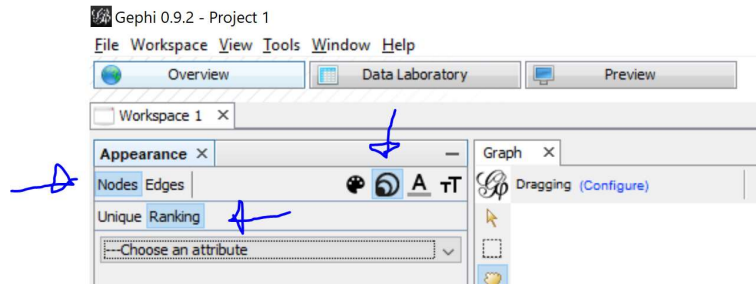 Gephi 0.9.2 - Project 1
File Workspace View Tools Window Help
Overview Data Laboratory Preview
Workspace 1 X
Appearance X
Graph X
Nodes Edges
A TT
Dragging (Configure)
Unique Ranking
---Choose an attribute